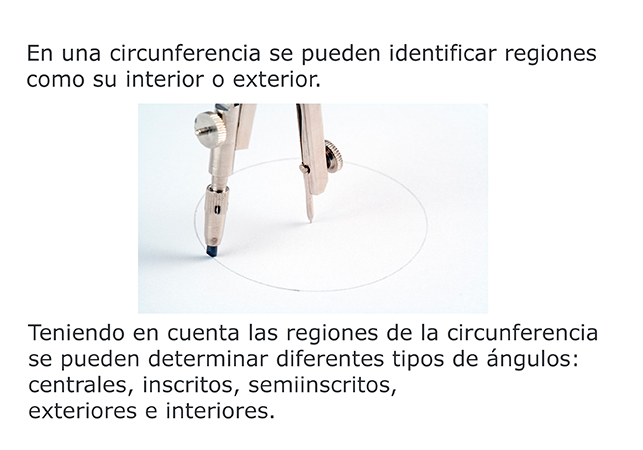 En una circunferencia se pueden identificar regiones
como su interior o exterior.
Teniendo en cuenta las regiones de la circunferencia
se pueden determinar diferentes tipos de ángulos:
centrales, inscritos, semiinscritos,
exteriores e interiores.